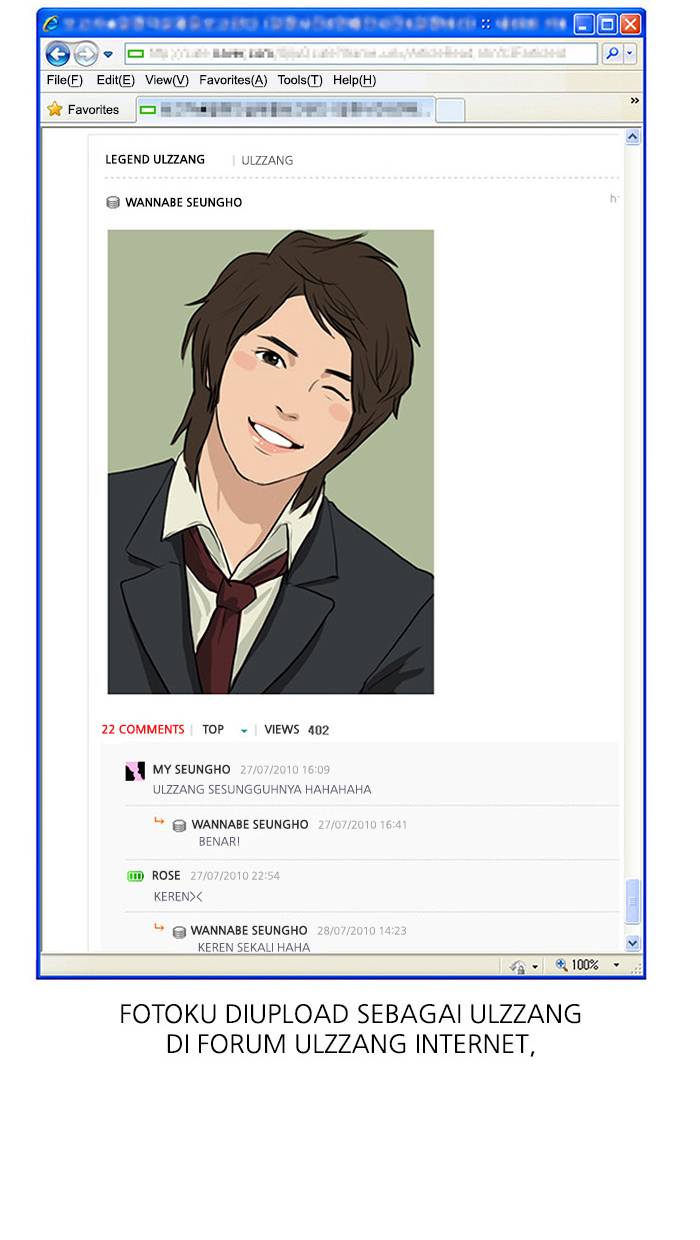 File(F) Edit(E) View(V) Favorites(A) Tools(T) Help(H)
Favorites
»
LEGEND ULZZANG | ULZZANG
WANNABE SEUNGHO
22 COMMENTS | TOP | VIEWS 402
MY SEUNGHO 27/07/2010 16:09
ULZZANG SESUNGGUHNYA HAHAHAHA
WANNABE SEUNGHO 27/07/2010 16:41
BENAR!
ROSE 27/07/2010 22:54
KEREN><
WANNABE SEUNGHO 28/07/2010 14:23
KEREN SEKALI HAHA
100%
FOTOKU DIUPLOAD SEBAGAI ULZZANG
DI FORUM ULZZANG INTERNET,